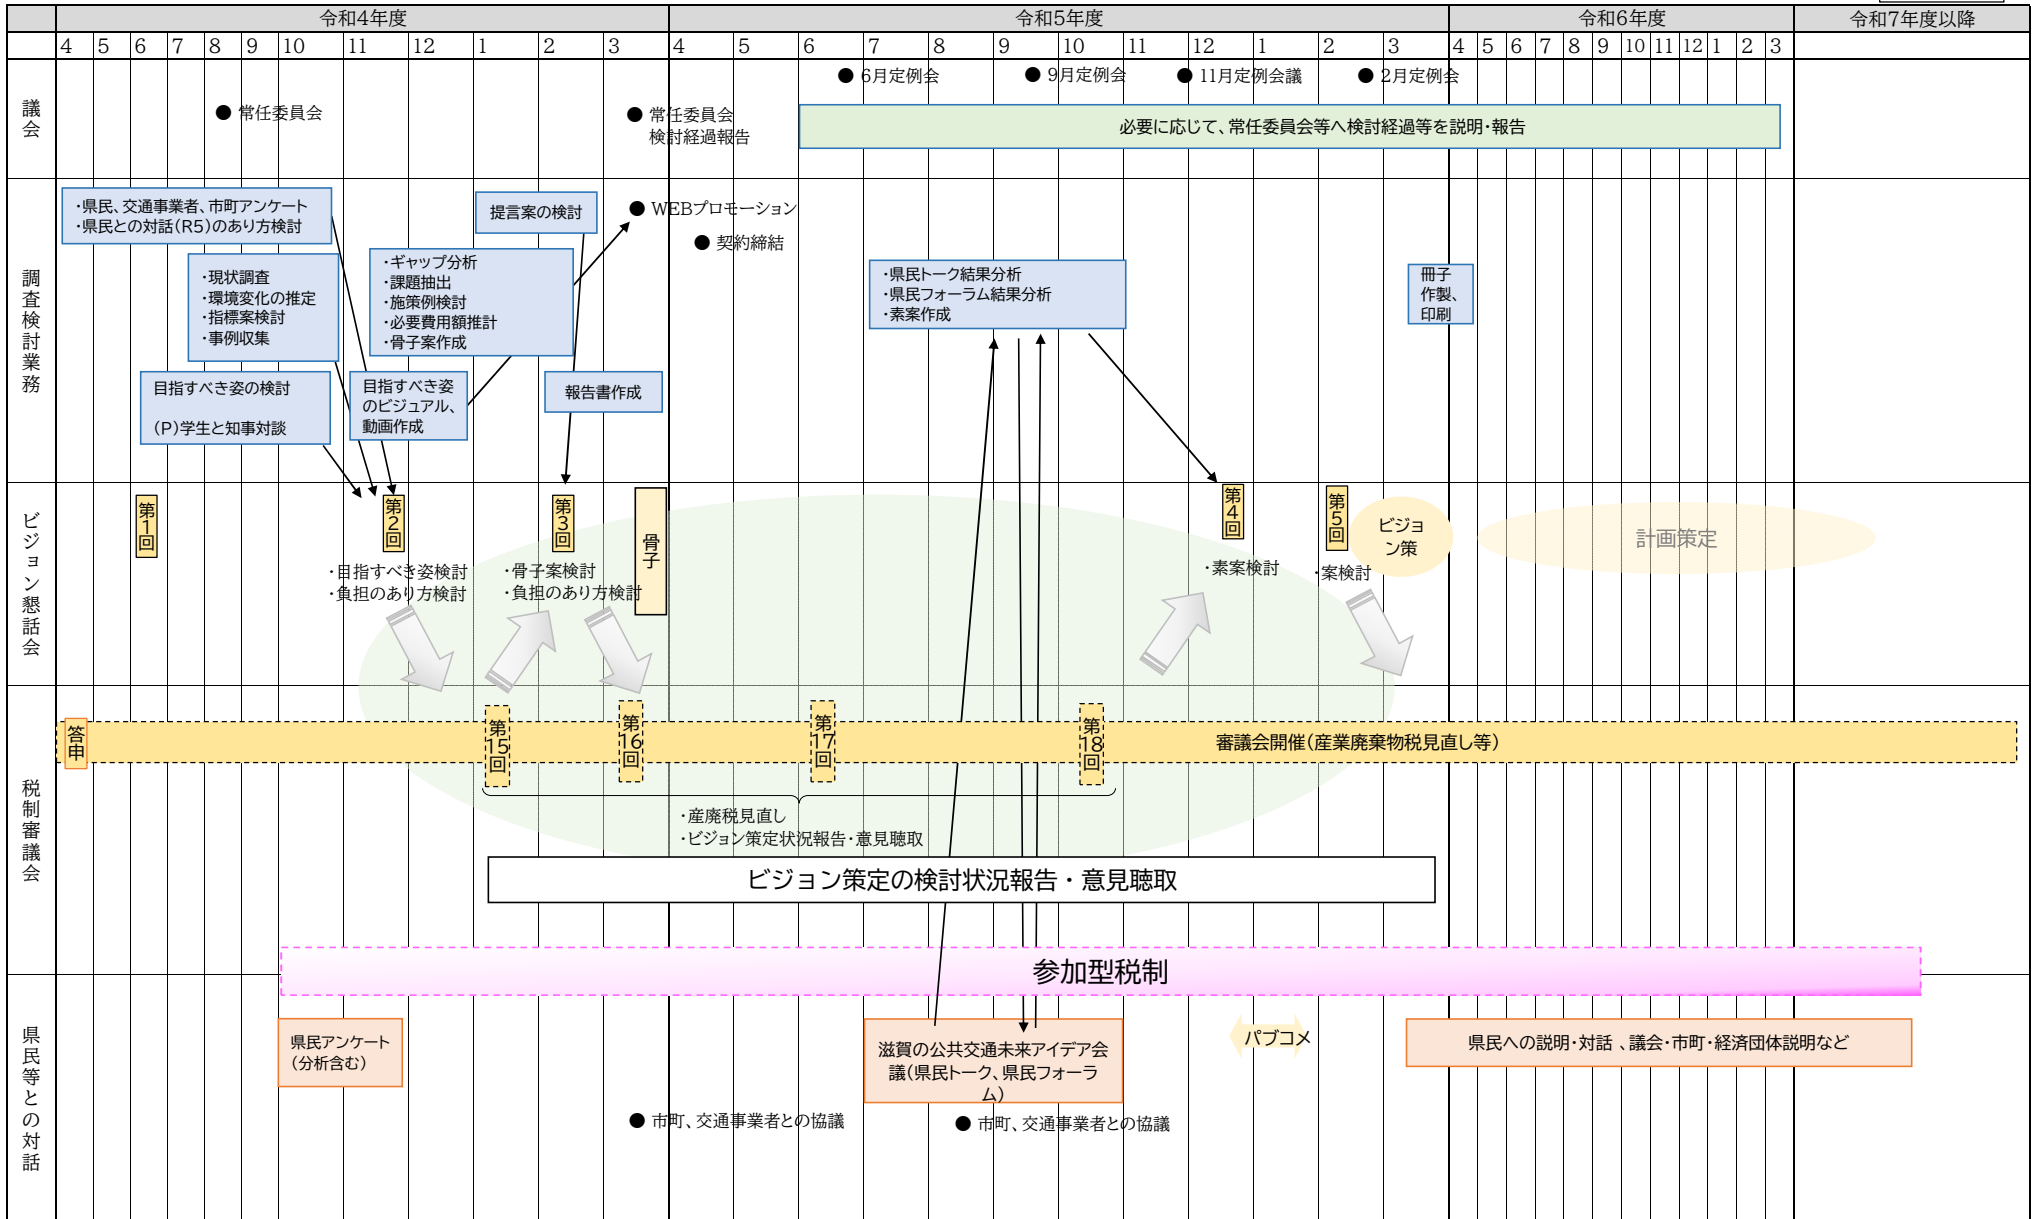 令和4年度
令和5年度
令和6年度
令和7年度以降
4 5 6 7 8 9 10 11 12 1 2 3 4 5 6 7 8 9 10 11 12 1 2 3 4 5 6 7 8 9 10 11 12 1 2 3
議会
● 常任委員会
● 常任委員会
検討経過報告
● 6月定例会
● 9月定例会
● 11月定例会議
● 2月定例会
必要に応じて、常任委員会等へ検討経過等を説明・報告
調査検討業務
・県民、交通事業者、市町アンケート
・県民との対話(R5)のあり方検討
・現状調査
・環境変化の推定
・指標案検討
・事例収集
目指すべき姿の検討
(P)学生と知事対談
・ギャップ分析
・課題抽出
・施策例検討
・必要費用額推計
・骨子案作成
目指すべき姿
のビジュアル、
動画作成
提言案の検討
報告書作成
● WEBプロモーション
● 契約締結
・県民トーク結果分析
・県民フォーラム結果分析
・素案作成
冊子
作製、
印刷
ビジョン懇話会
第1回
第2回
・目指すべき姿検討
・負担のあり方検討
第3回
・骨子案検討
・負担のあり方検討
骨子
第4回
・素案検討
第5回
・案検討
ビジョ
ン策
計画策定
税制審議会
答申
第15回
第16回
第17回
第18回
審議会開催(産業廃棄物税見直し等)
・産廃税見直し
・ビジョン策定状況報告・意見聴取
ビジョン策定の検討状況報告・意見聴取
参加型税制
県民等との対話
県民アンケート
(分析含む)
滋賀の公共交通未来アイデア会
議(県民トーク、県民フォーラ
ム)
パブコメ
県民への説明・対話 、議会・市町・経済団体説明など
● 市町、交通事業者との協議
● 市町、交通事業者との協議